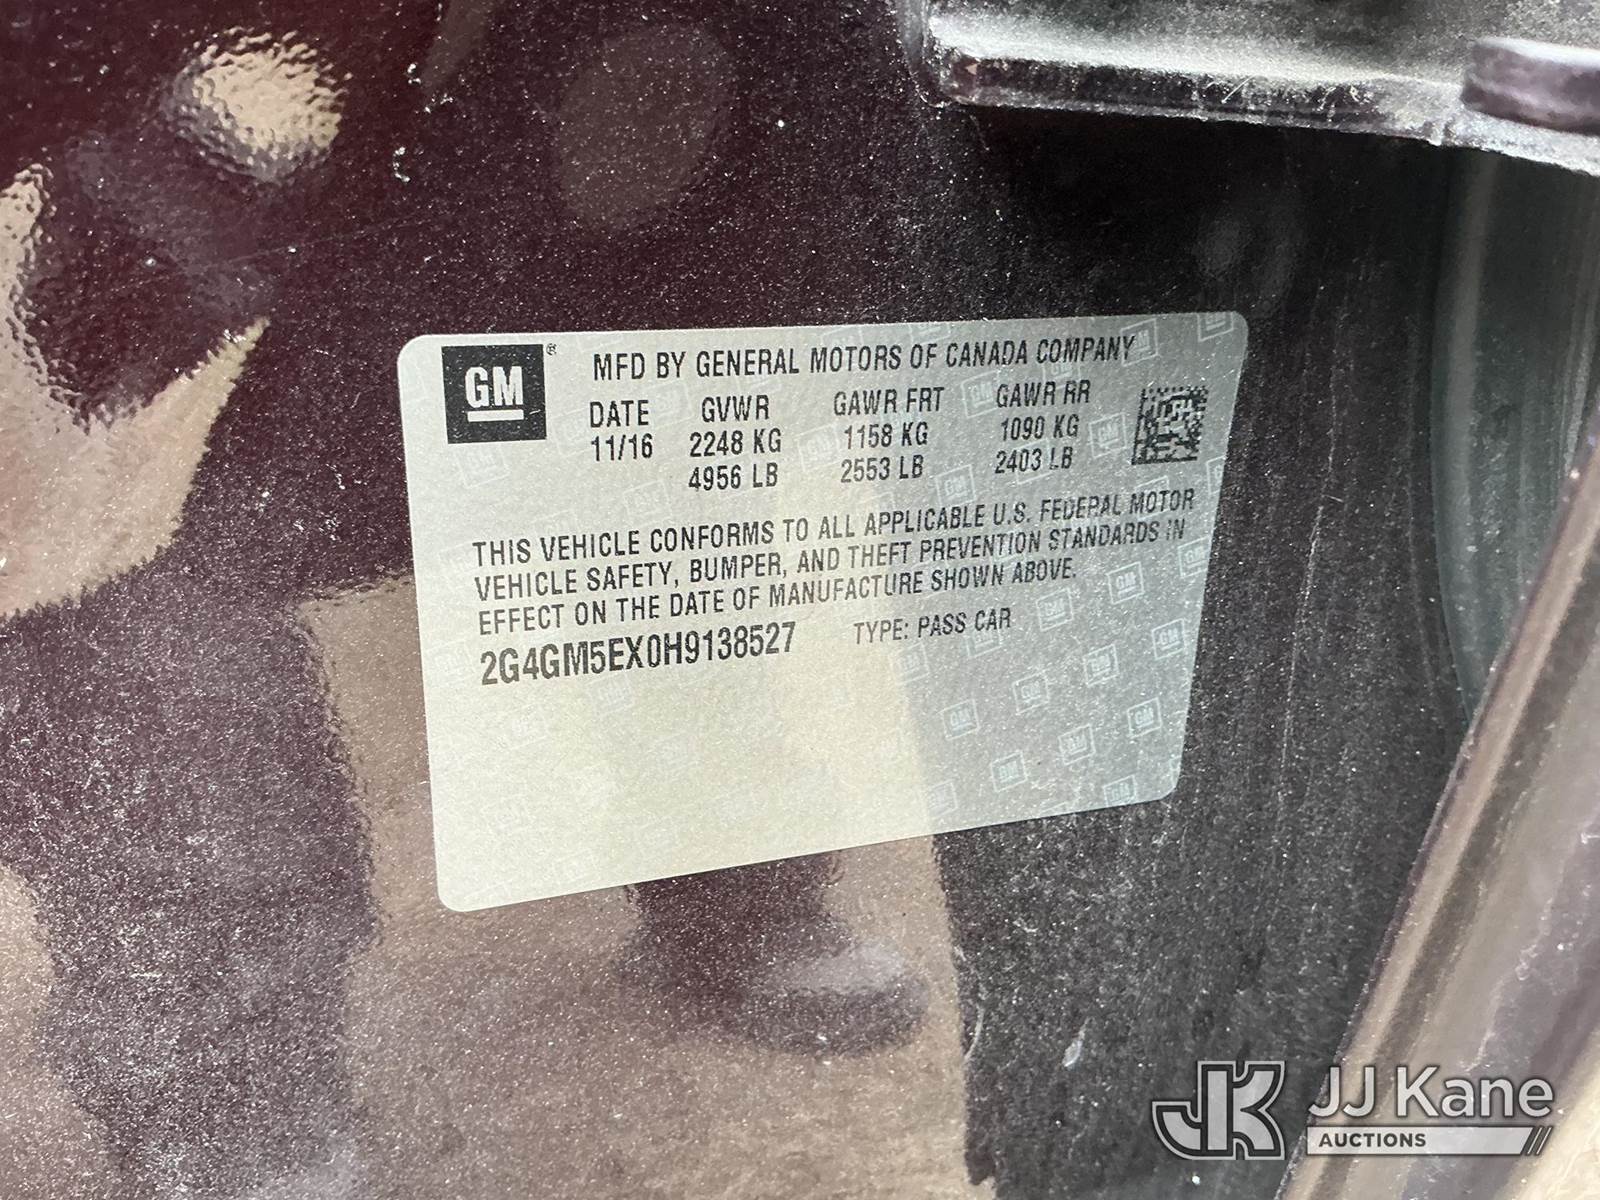 GM ® MFD BY GENERAL MOTORS OF CANADA COMPANY
DATE GVWR GAWR FRT GAWR RR
11/16 2248 KG 1158 KG 1090 KG
4956 LB 2553 LB 2403 LB
THIS VEHICLE CONFORMS TO ALL APPLICABLE U.S. FEDERAL MOTOR
VEHICLE SAFETY, BUMPER, AND THEFT PREVENTION STANDARDS IN
EFFECT ON THE DATE OF MANUFACTURE SHOWN ABOVE.
2G4GM5EX0H9138527 TYPE: PASS CAR
JK JJ Kane
AUCTIONS